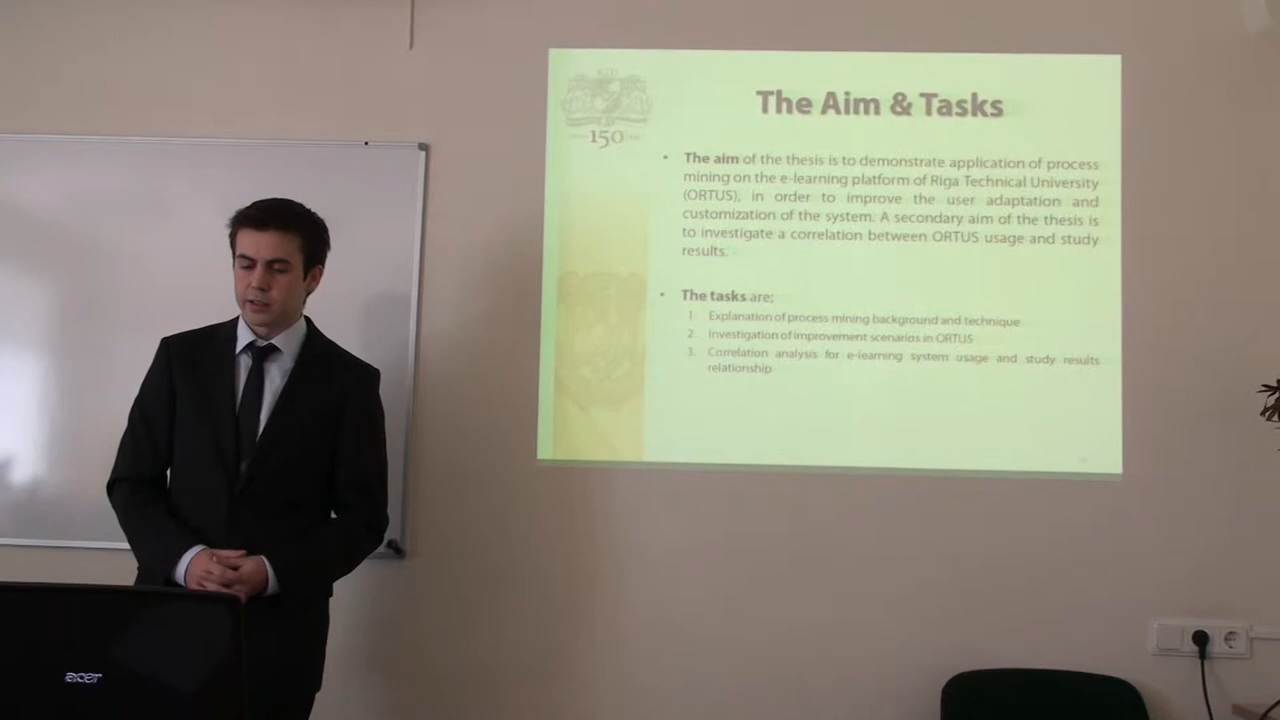 The Aim & Tasks
150
• The aim of the thesis is to demonstrate application of process
mining on the e-learning platform of Riga Technical University
(ORTUS), in order to improve the user adaptation and
customization of the system. A secondary aim of the thesis is
to investigate a correlation between ORTUS usage and study
results.
• The tasks are;
1. Explanation of process mining background and technique
2. Investigation of improvement scenarios in ORTUS
3. Correlation analysis for e-learning system usage and study results
relationship
acer